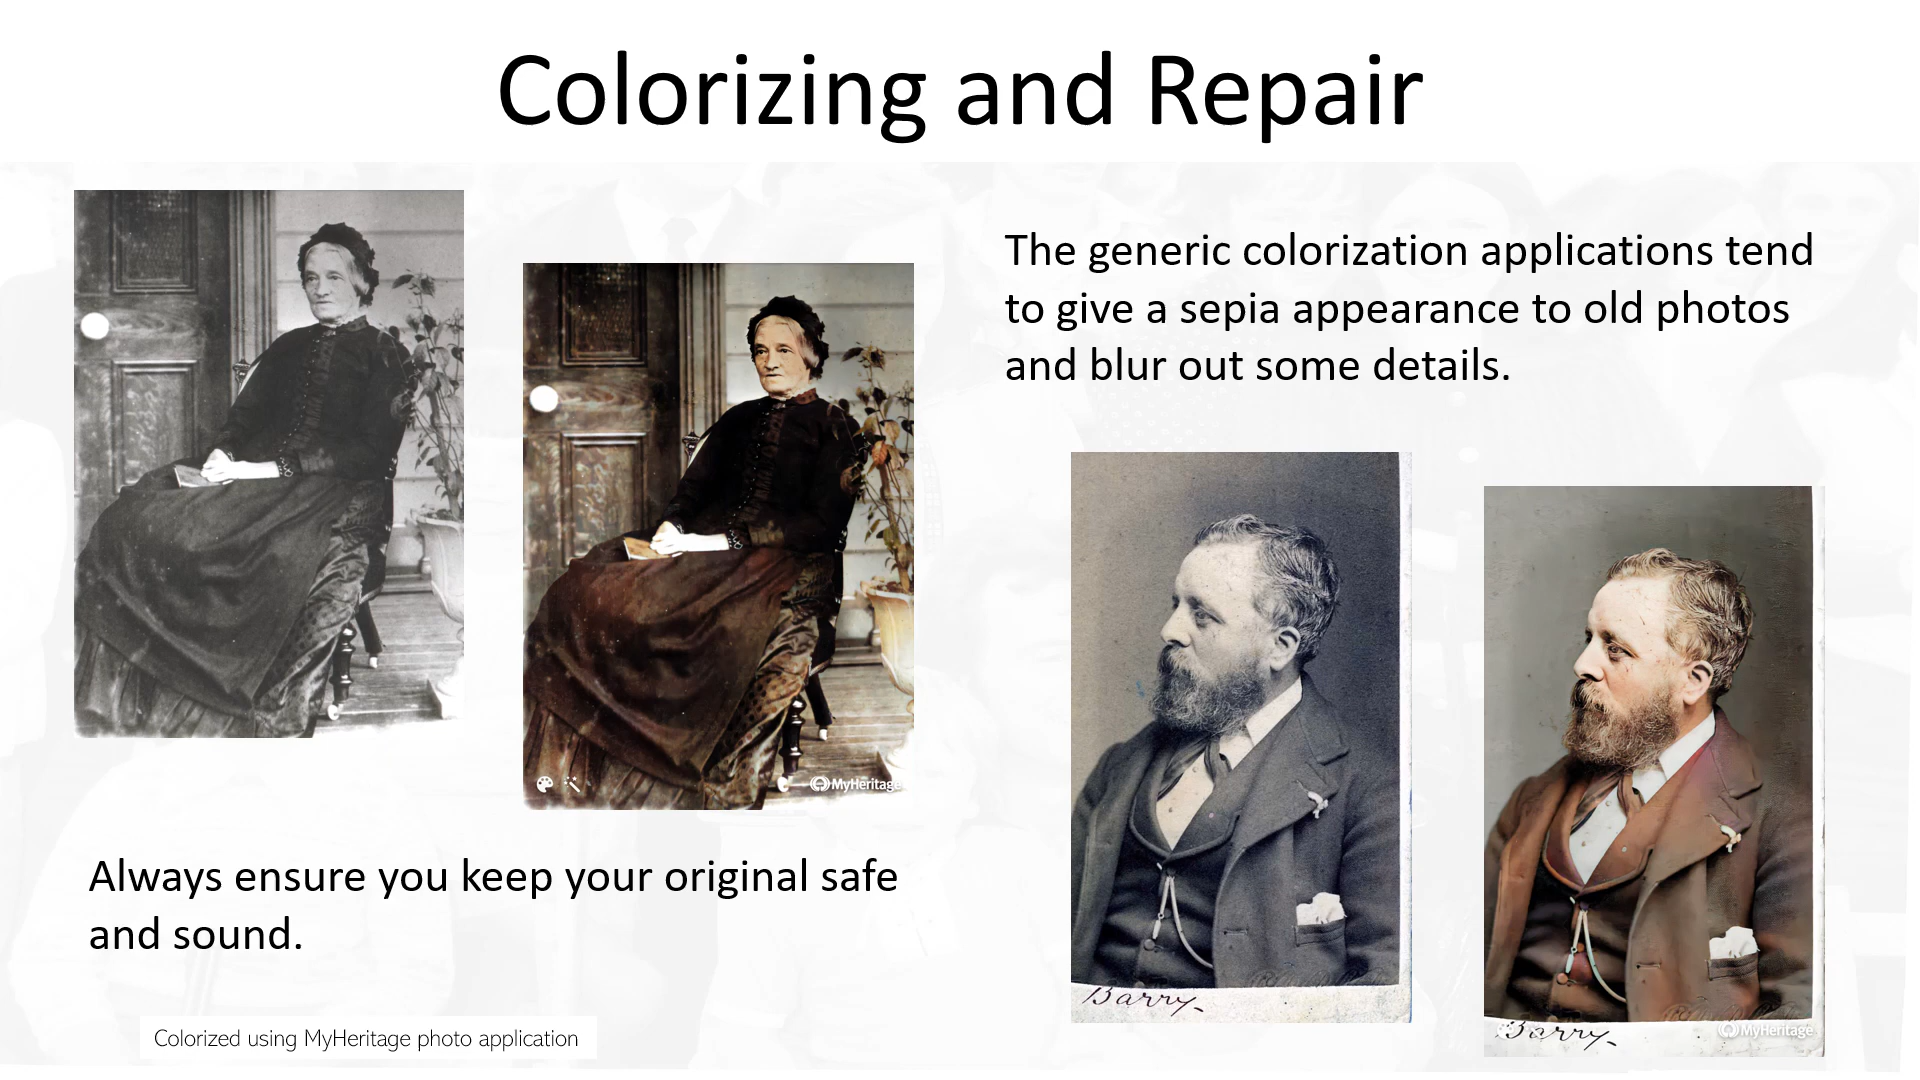 Colorizing and Repair
The generic colorization applications tend
to give a sepia appearance to old photos
and blur out some details.
MyHeritage
Always ensure you keep your original safe
and sound.
Barry.
Barry.
MyHeritage
Colorized using MyHeritage photo application